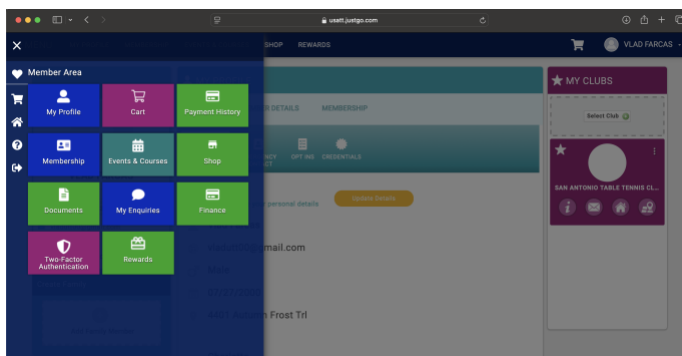 usatt.justgo.com
SHOP REWARDS
VLAD FARCAS
Member Area
My Profile
Cart
Payment History
Membership
Events & Courses
Shop
Documents
My Enquiries
Finance
Two-Factor
Authentication
Rewards
DETAILS MEMBERSHIP
OPT INS CREDENTIALS
personal details
Update Details
mail.com
Frost Trl
MY CLUBS
Select Club
SAN ANTONIO TABLE TENNIS CL...